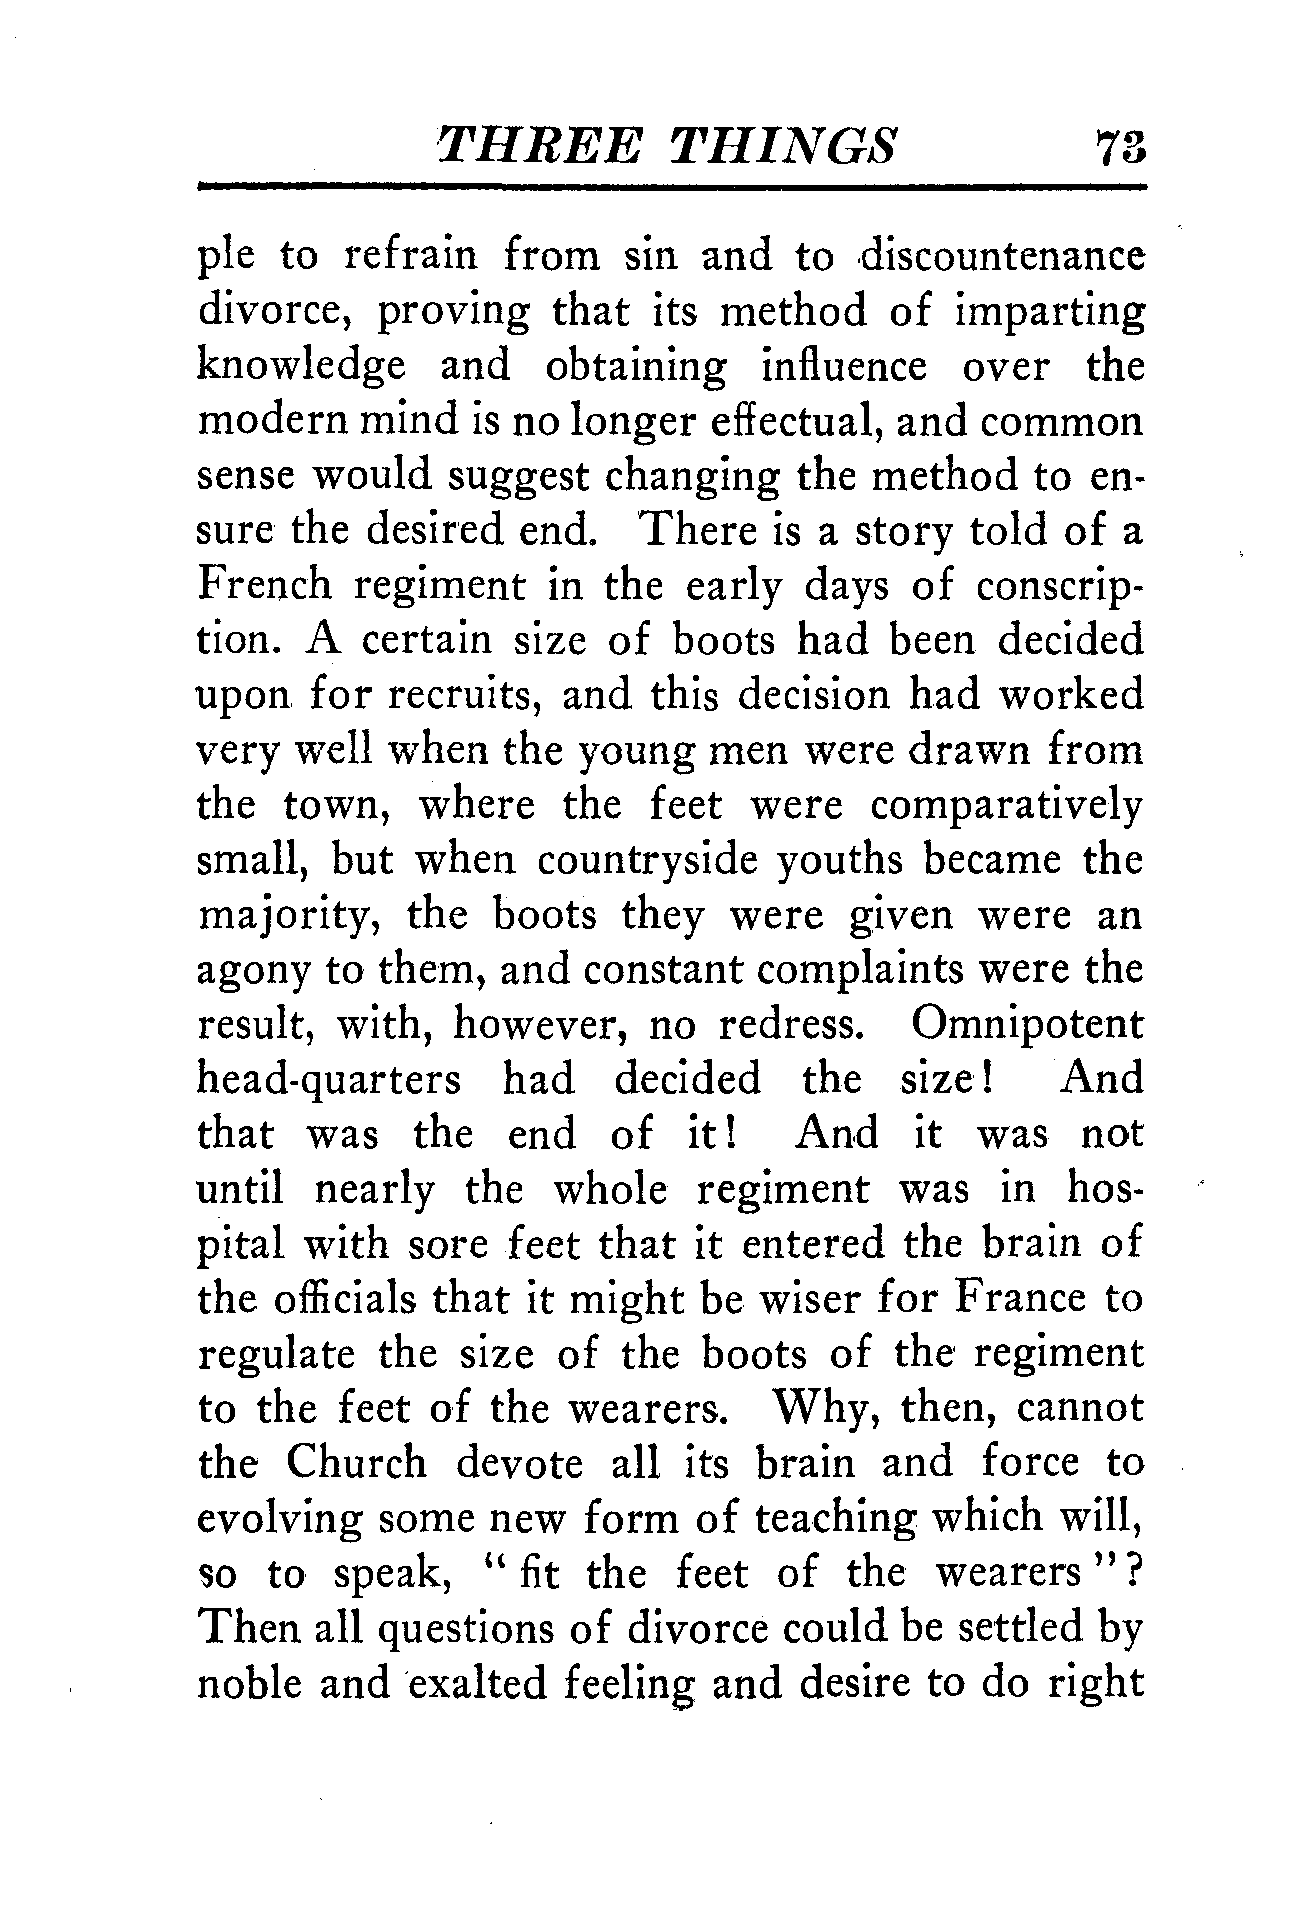 THREE THINGS 73
ple to refrain from sin and to discountenance
divorce, proving that its method of imparting
knowledge and obtaining influence over the
modern mind is no longer effectual, and common
sense would suggest changing the method to en-
sure the desired end. There is a story told of a
French regiment in the early days of conscrip-
tion. A certain size of boots had been decided
upon for recruits, and this decision had worked
very well when the young men were drawn from
the town, where the feet were comparatively
small, but when countryside youths became the
majority, the boots they were given were an
agony to them, and constant complaints were the
result, with, however, no redress. Omnipotent
head-quarters had decided the size! And
that was the end of it! And it was not
until nearly the whole regiment was in hos-
pital with sore feet that it entered the brain of
the officials that it might be wiser for France to
regulate the size of the boots of the regiment
to the feet of the wearers. Why, then, cannot
the Church devote all its brain and force to
evolving some new form of teaching which will,
so to speak, " fit the feet of the wearers "?
Then all questions of divorce could be settled by
noble and exalted feeling and desire to do right